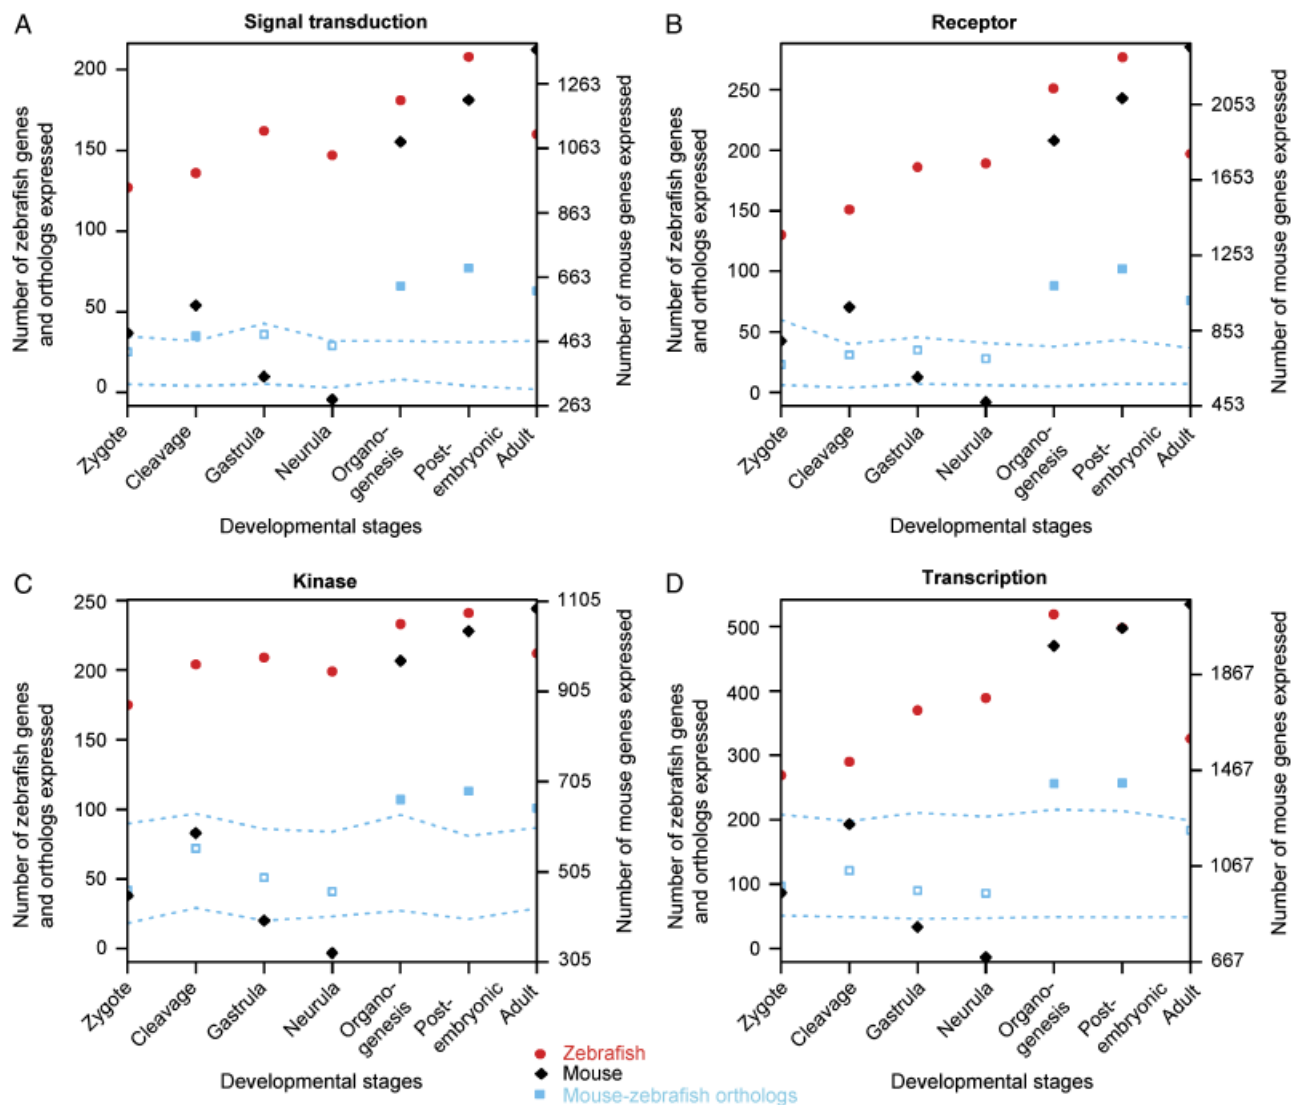 A
Signal transduction
Number of zebrafish genes
and orthologs expressed
200
150
100
50
0
1263
1063
863
663
463
263
Number of mouse genes expressed
Zygote
Cleavage
Gastrula
Neurula
Organo-
genesis
Post-
embryonic
Adult
Developmental stages
B
Receptor
Number of zebrafish genes
and orthologs expressed
250
200
150
100
50
0
2053
1653
1253
853
453
Number of mouse genes expressed
Zygote
Cleavage
Gastrula
Neurula
Organo-
genesis
Post-
embryonic
Adult
Developmental stages
C
Kinase
Number of zebrafish genes
and orthologs expressed
250
200
150
100
50
0
1105
905
705
505
305
Number of mouse genes expressed
Zygote
Cleavage
Gastrula
Neurula
Organo-
genesis
Post-
embryonic
Adult
Developmental stages
D
Transcription
Number of zebrafish genes
and orthologs expressed
500
400
300
200
100
0
1867
1467
1067
667
Number of mouse genes expressed
Zygote
Cleavage
Gastrula
Neurula
Organo-
genesis
Post-
embryonic
Adult
Developmental stages
Zebrafish
Mouse
Mouse-zebrafish orthologs